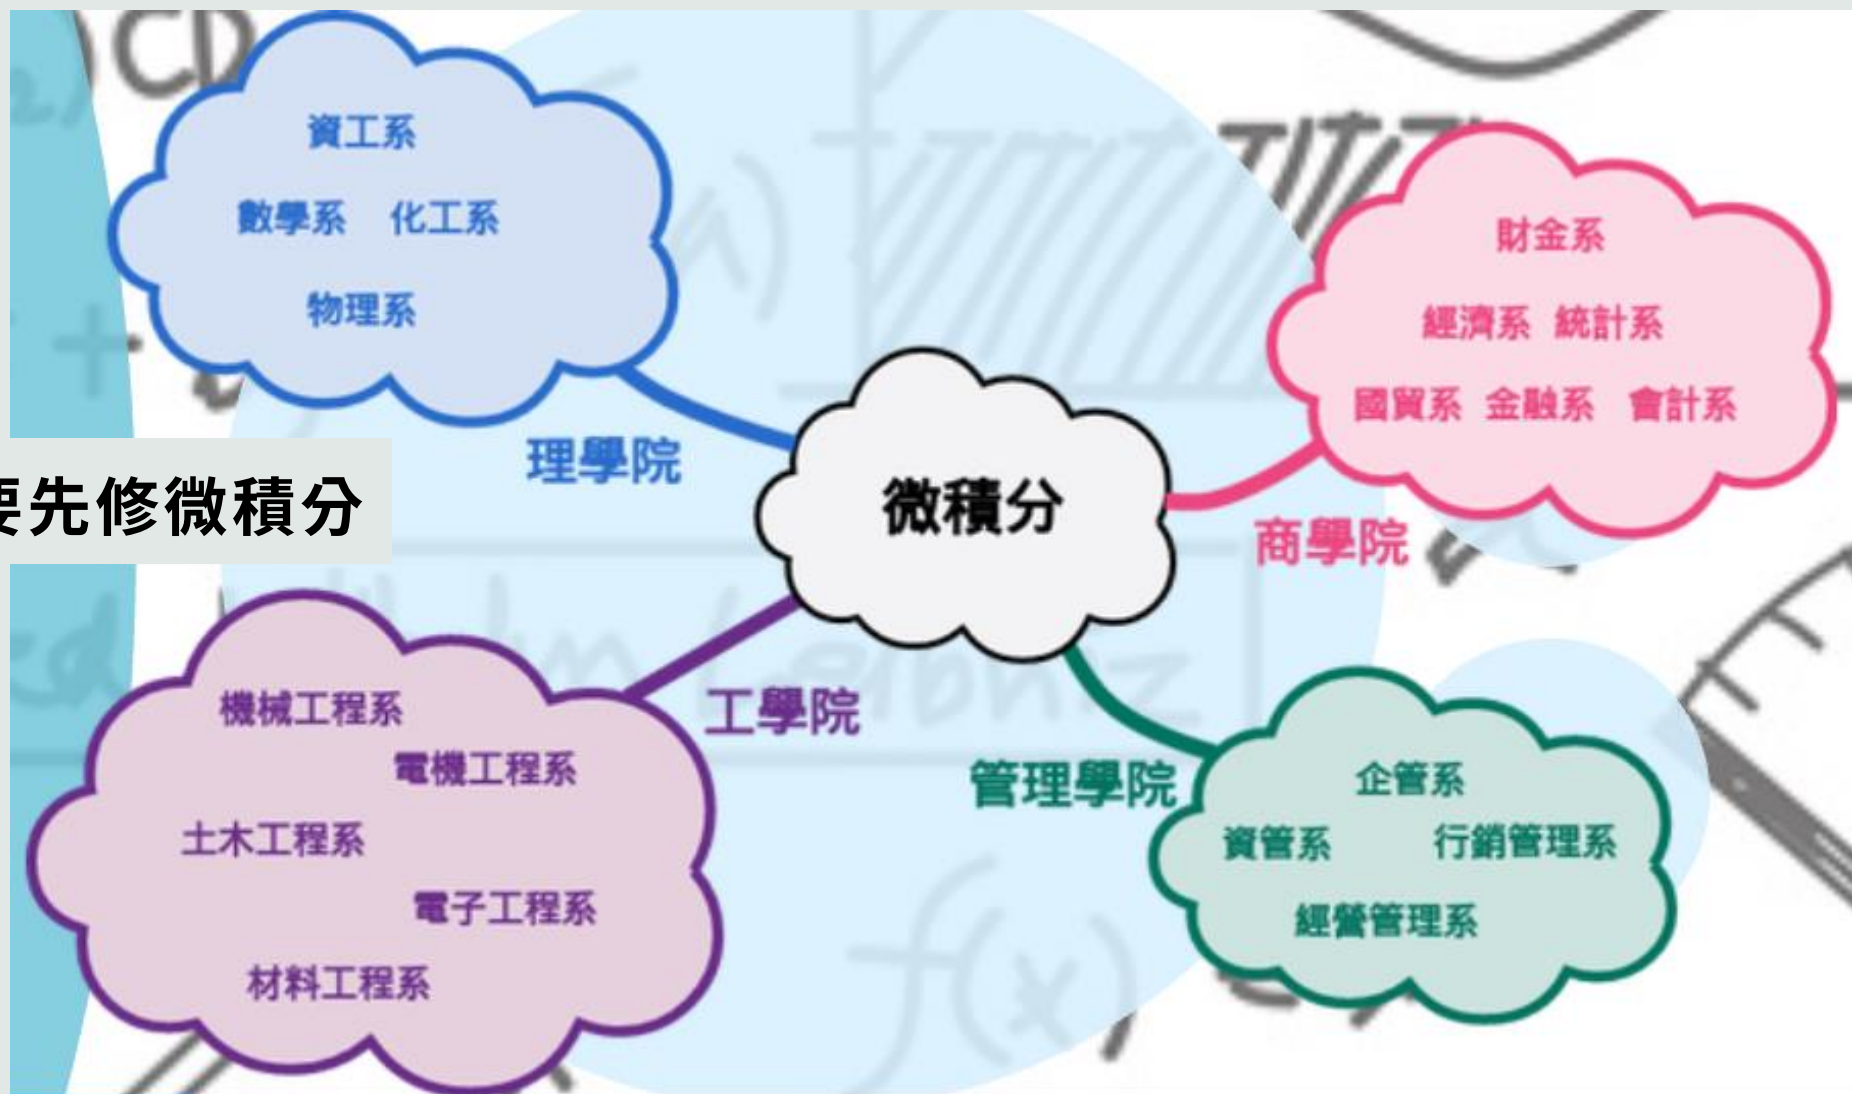 資工系
數學系 化工系
物理系
理學院
財金系
經濟系 統計系
國貿系 金融系 會計系
商學院
微積分
先修微積分
機械工程系
電機工程系
土木工程系
電子工程系
材料工程系
工學院
管理學院
企管系
資管系 行銷管理系
經營管理系
f(x)